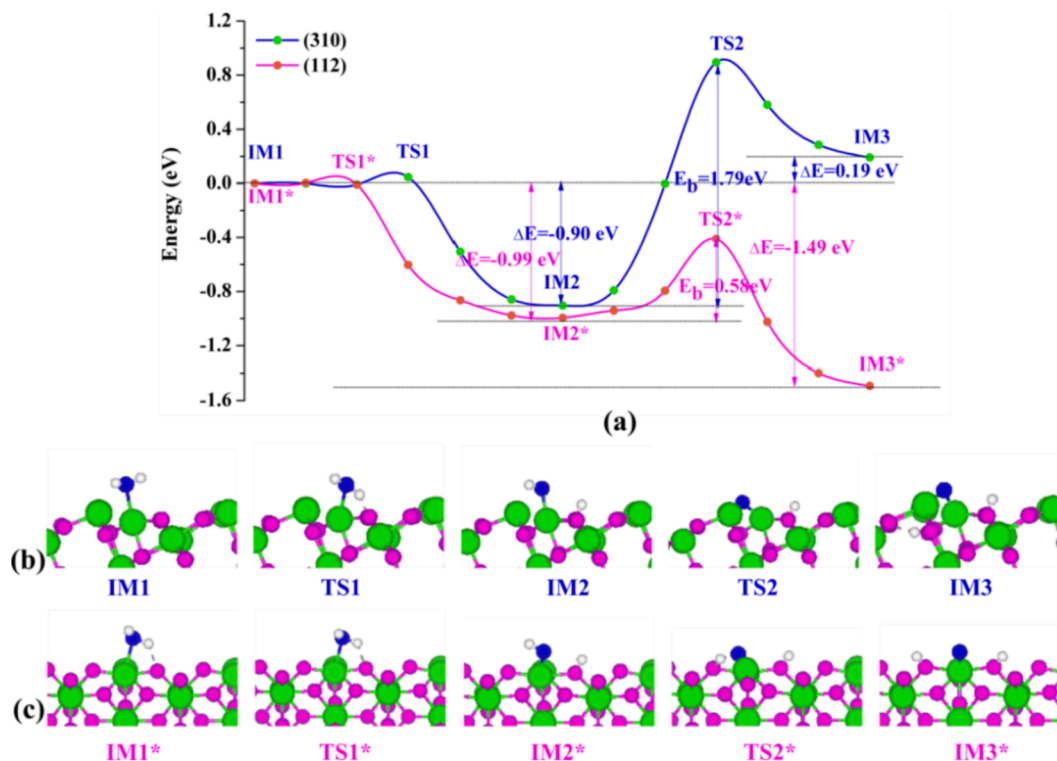 1.2
0.8
0.4
0.0
-0.4
-0.8
-1.2
-1.6
Energy (eV)
(310)
(112)
IM1
IM1*
TS1*
TS1
ΔE=-0.90 eV
ΔE=-0.99 eV
IM2
IM2*
TS2
E_b=1.79eV
TS2*
E_b=0.58eV
IM3
ΔE=0.19 eV
ΔE=-1.49 eV
IM3*
(a)
(b)
IM1 TS1 IM2 TS2 IM3
(c)
IM1* TS1* IM2* TS2* IM3*